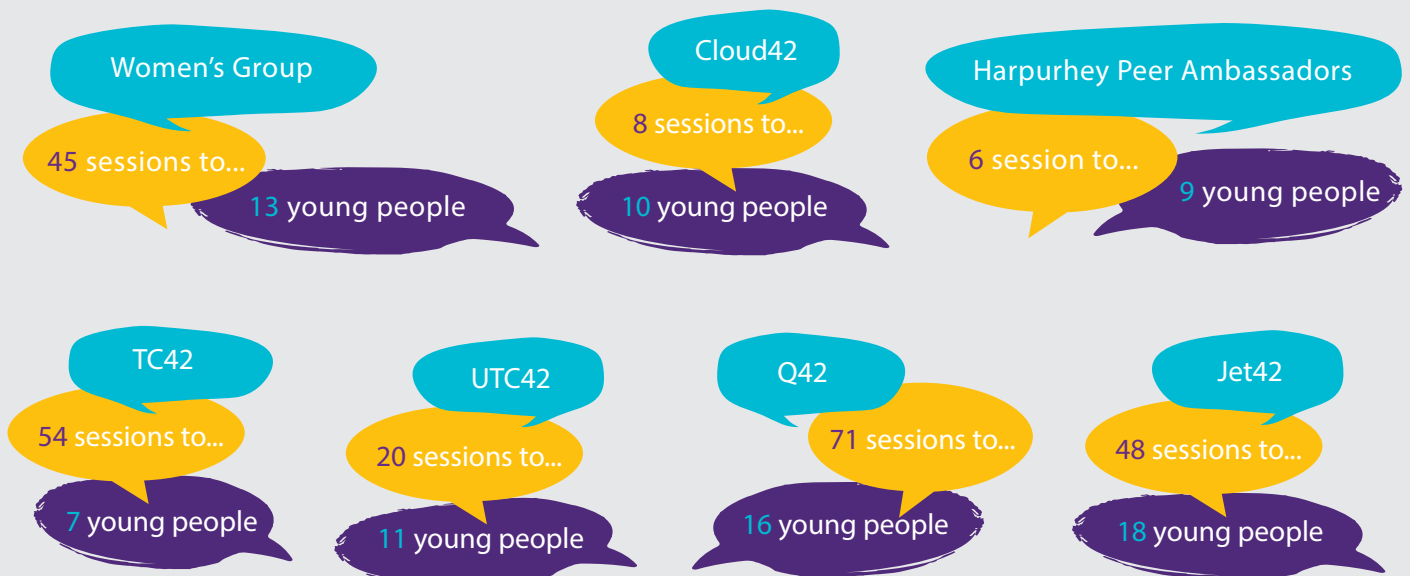 Women's Group
45 sessions to...
13 young people
Cloud42
8 sessions to...
10 young people
Harpurhey Peer Ambassadors
6 session to...
9 young people
TC42
54 sessions to...
7 young people
UTC42
20 sessions to...
11 young people
Q42
71 sessions to...
16 young people
Jet42
48 sessions to...
18 young people